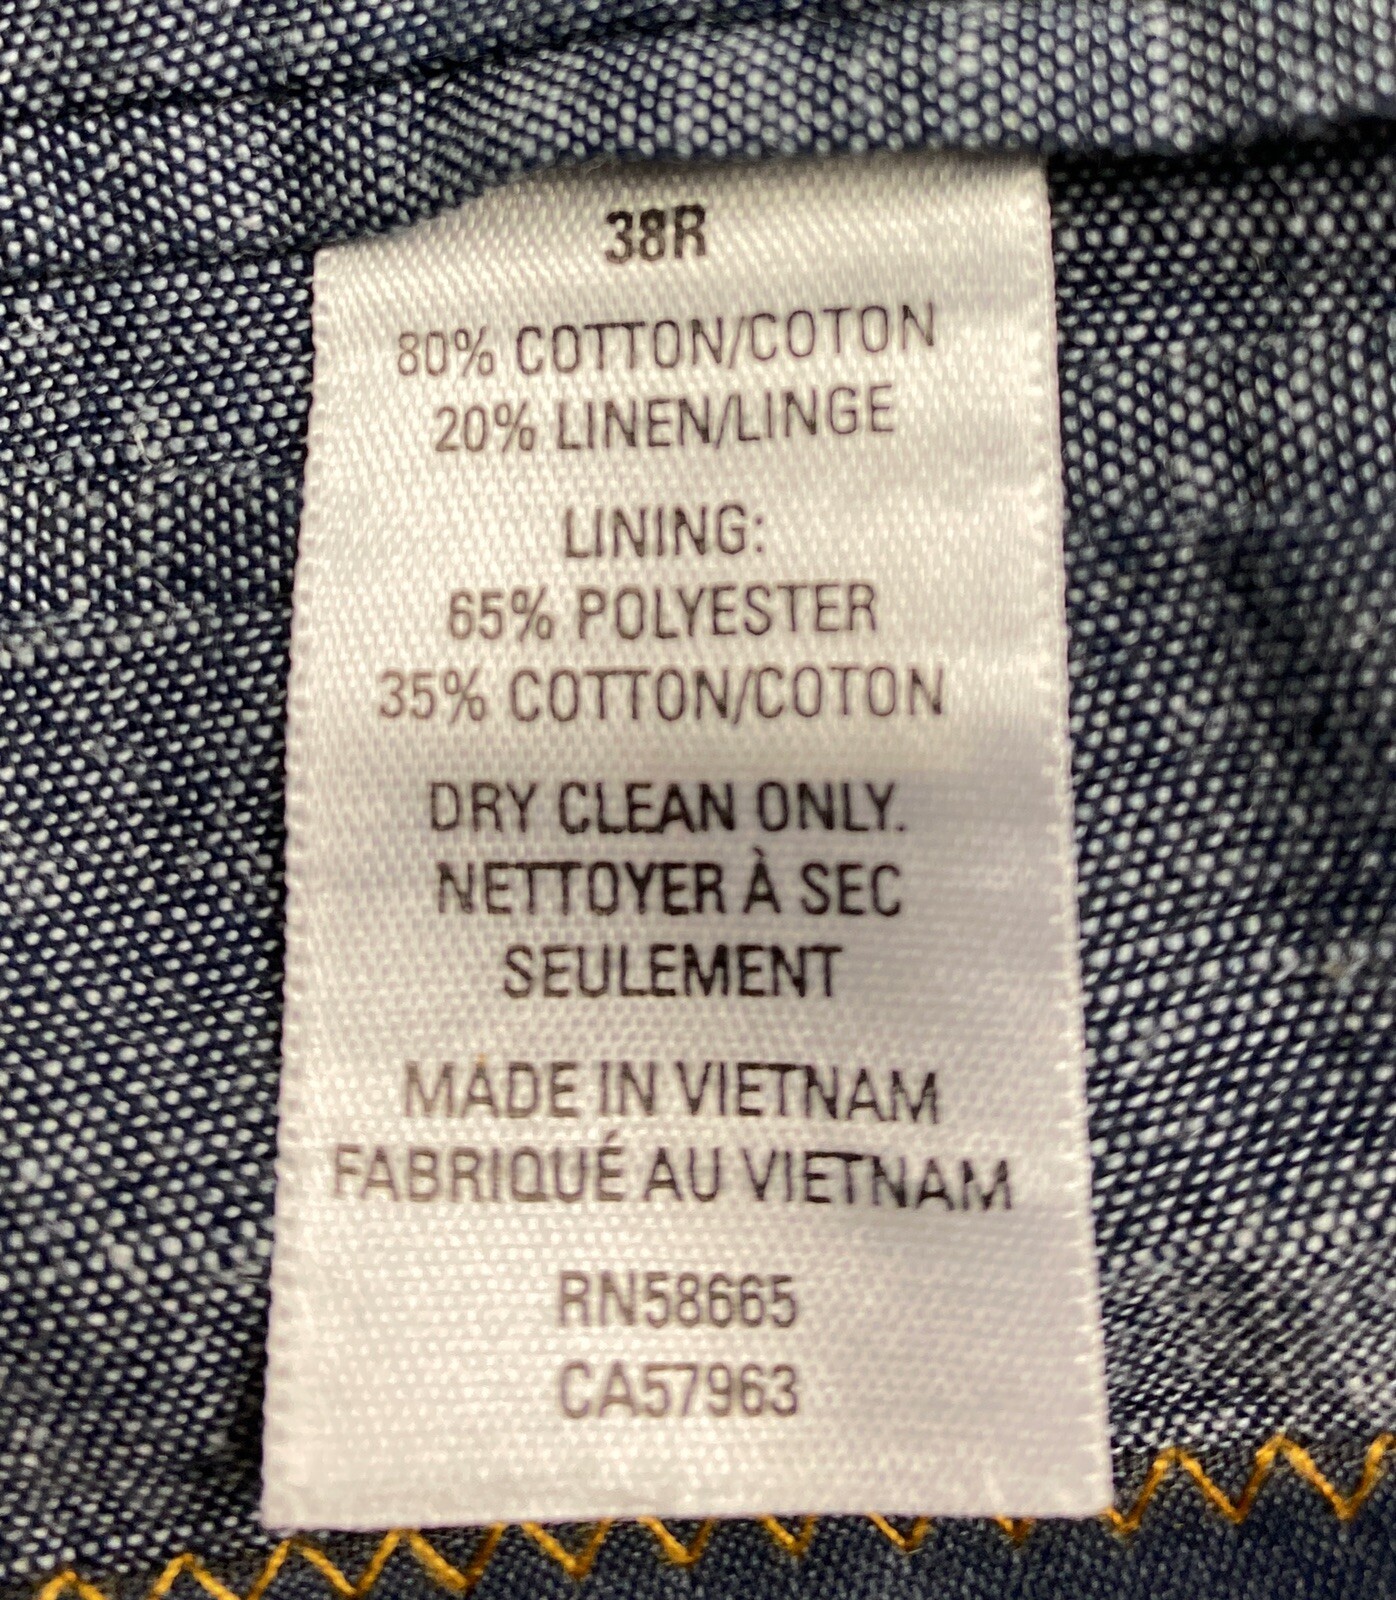 38R
80% COTTON/COTON
20% LINEN/LINGE
LINING:
65% POLYESTER
35% COTTON/COTON
DRY CLEAN ONLY.
NETTOYER À SEC
SEULEMENT
MADE IN VIETNAM
FABRIQUÉ AU VIETNAM
RN58665
CA57963